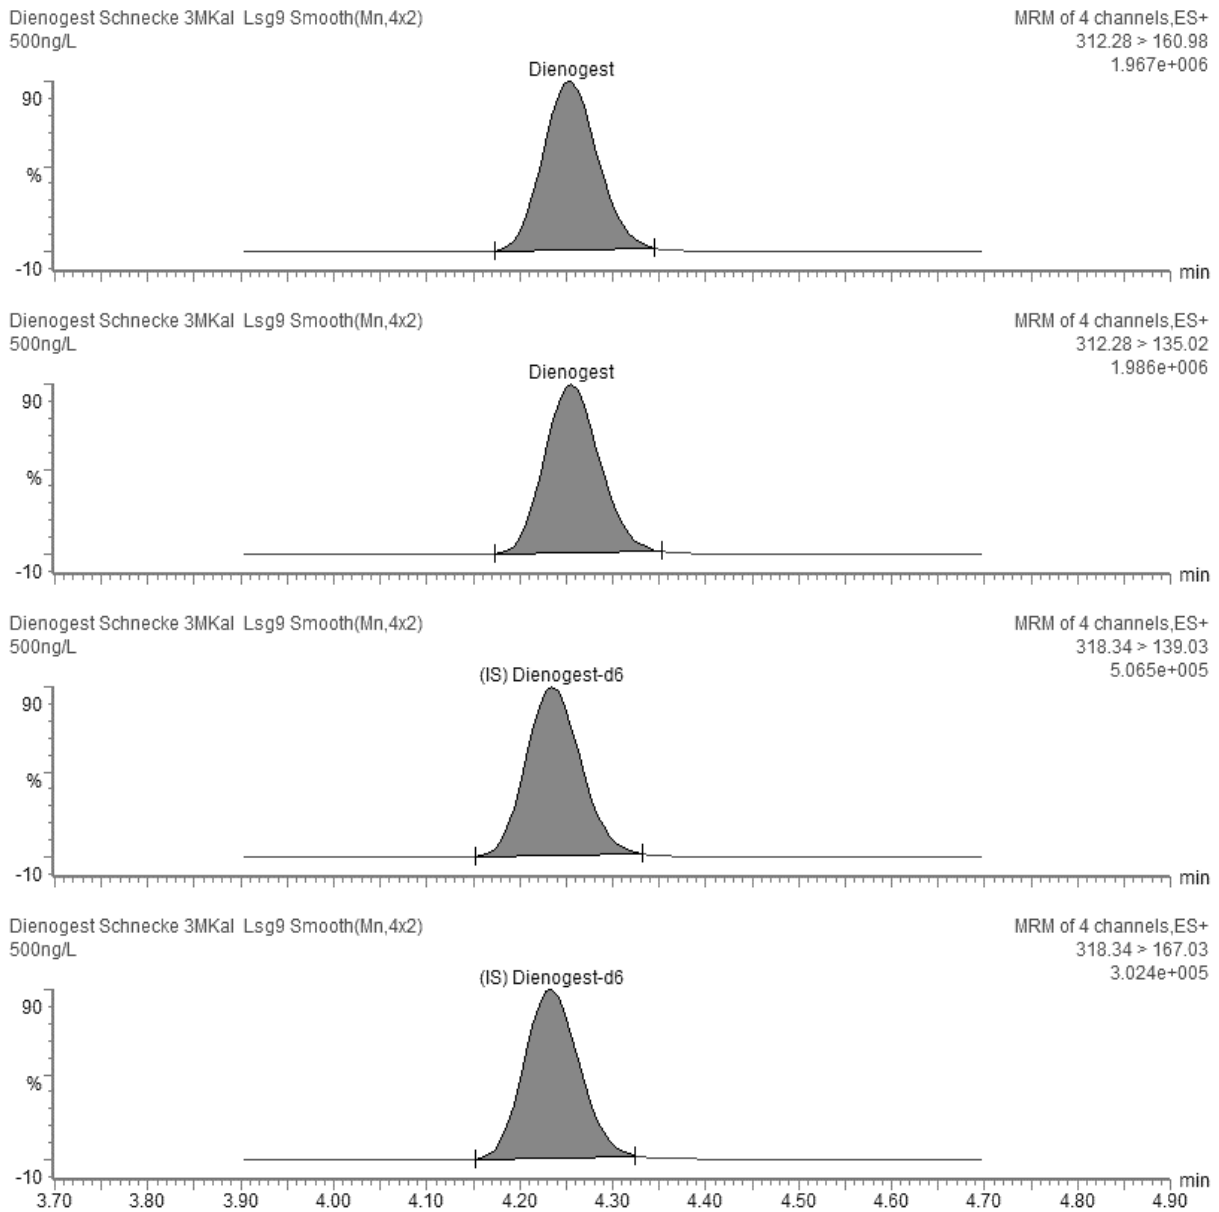 Dienogest Schnecke 3MKal Lsg9 Smooth(Mn,4x2)
500ng/L
MRM of 4 channels,ES+
312.28 > 160.98
1.967e+006
Dienogest
90
%
-10
min
Dienogest Schnecke 3MKal Lsg9 Smooth(Mn,4x2)
500ng/L
MRM of 4 channels,ES+
312.28 > 135.02
1.986e+006
Dienogest
90
%
-10
min
Dienogest Schnecke 3MKal Lsg9 Smooth(Mn,4x2)
500ng/L
MRM of 4 channels,ES+
318.34 > 139.03
5.065e+005
(IS) Dienogest-d6
90
%
-10
min
Dienogest Schnecke 3MKal Lsg9 Smooth(Mn,4x2)
500ng/L
MRM of 4 channels,ES+
318.34 > 167.03
3.024e+005
(IS) Dienogest-d6
90
%
-10
min
3.70 3.80 3.90 4.00 4.10 4.20 4.30 4.40 4.50 4.60 4.70 4.80 4.90